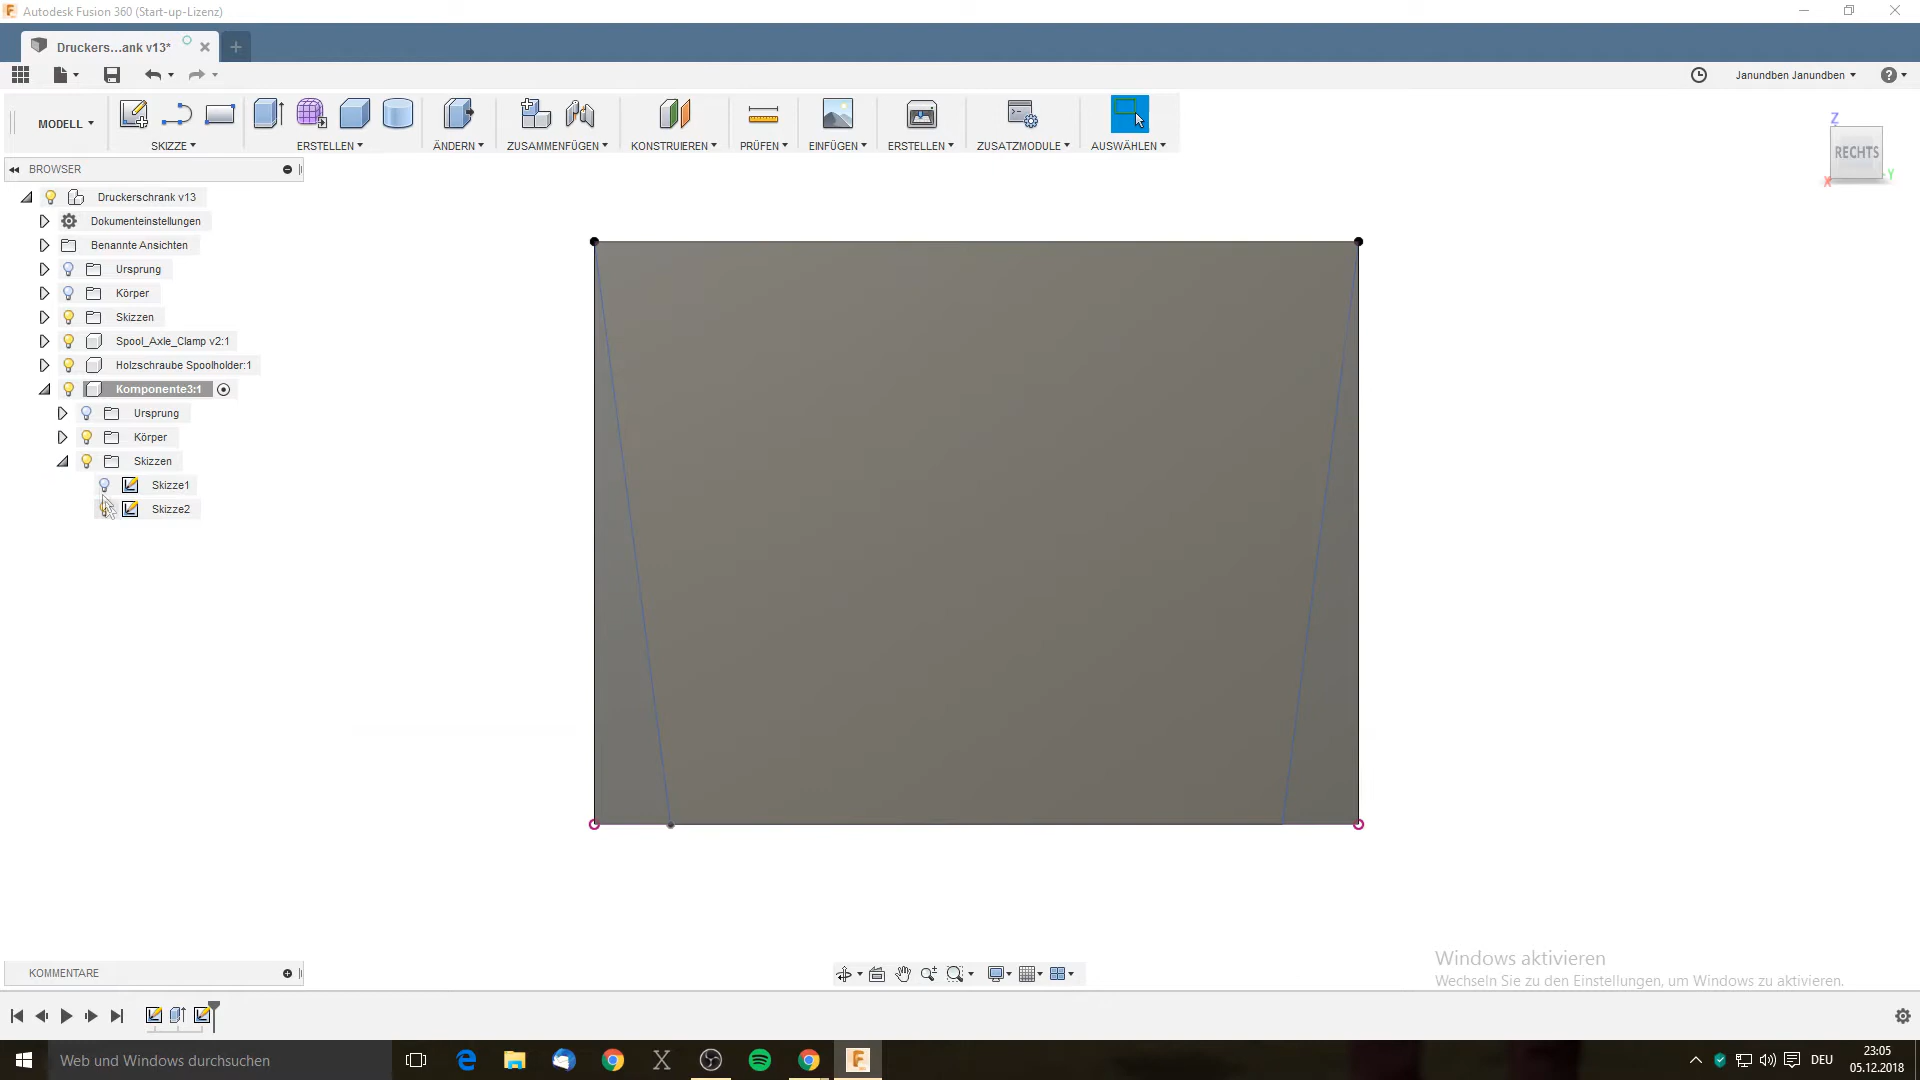 Autodesk Fusion 360 (Start-up-Lizenz)
Druckers...ank v13*
Janundben Janundben
MODELL
SKIZZE
ERSTELLEN
ÄNDERN
ZUSAMMENFÜGEN
KONSTRUIEREN
PRÜFEN
EINFÜGEN
ERSTELLEN
ZUSATZMODULE
AUSWÄHLEN
Z
RECHTS
X
Y
BROWSER
Druckerschrank v13
Dokumenteinstellungen
Benannte Ansichten
Ursprung
Körper
Skizzen
Spool_Axle_Clamp v2:1
Holzschraube Spoolholder:1
Komponente3:1
Ursprung
Körper
Skizzen
Skizze1
Skizze2
KOMMENTARE
Windows aktivieren
Wechseln Sie zu den Einstellungen, um Windows zu aktivieren.
Web und Windows durchsuchen
DEU
23:05
05.12.2018